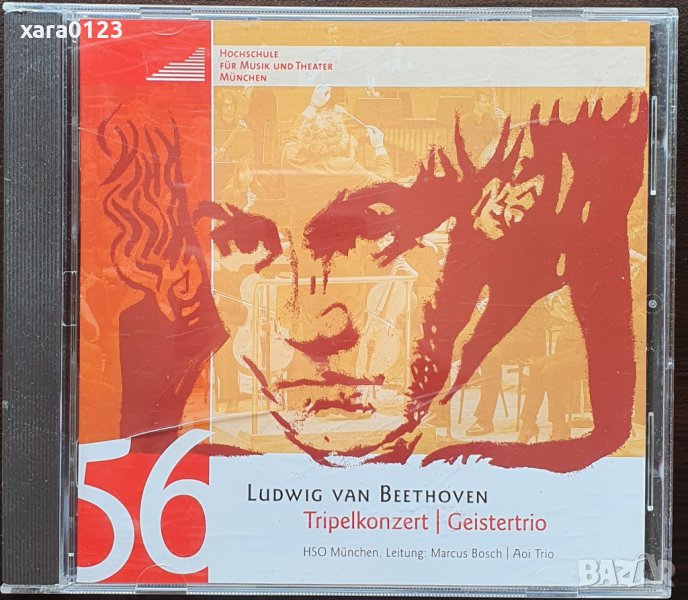 xara0123
HOCHSCHULE
FÜR MUSIK UND THEATER
MÜNCHEN
56
LUDWIG VAN BEETHOVEN
Tripelkonzert | Geistertrio
HSO München, Leitung: Marcus Bosch | Aoi Trio
BAZAR